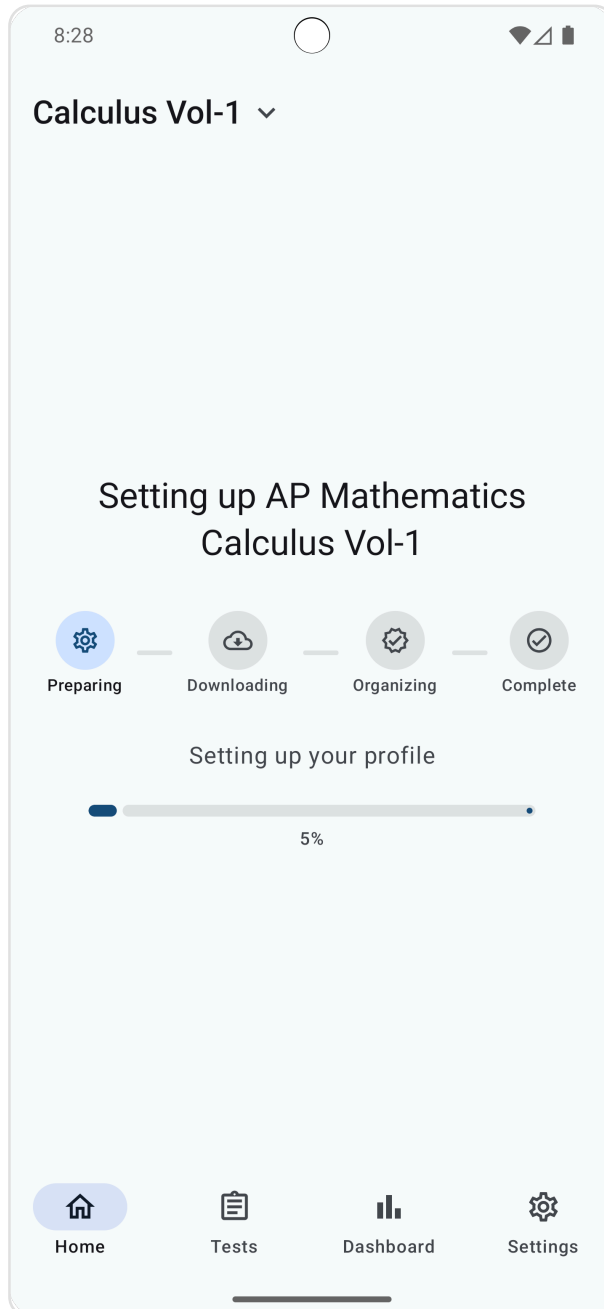 8:28
Calculus Vol-1
Setting up AP Mathematics
Calculus Vol-1
Preparing
Downloading
Organizing
Complete
Setting up your profile
5%
Home
Tests
Dashboard
Settings